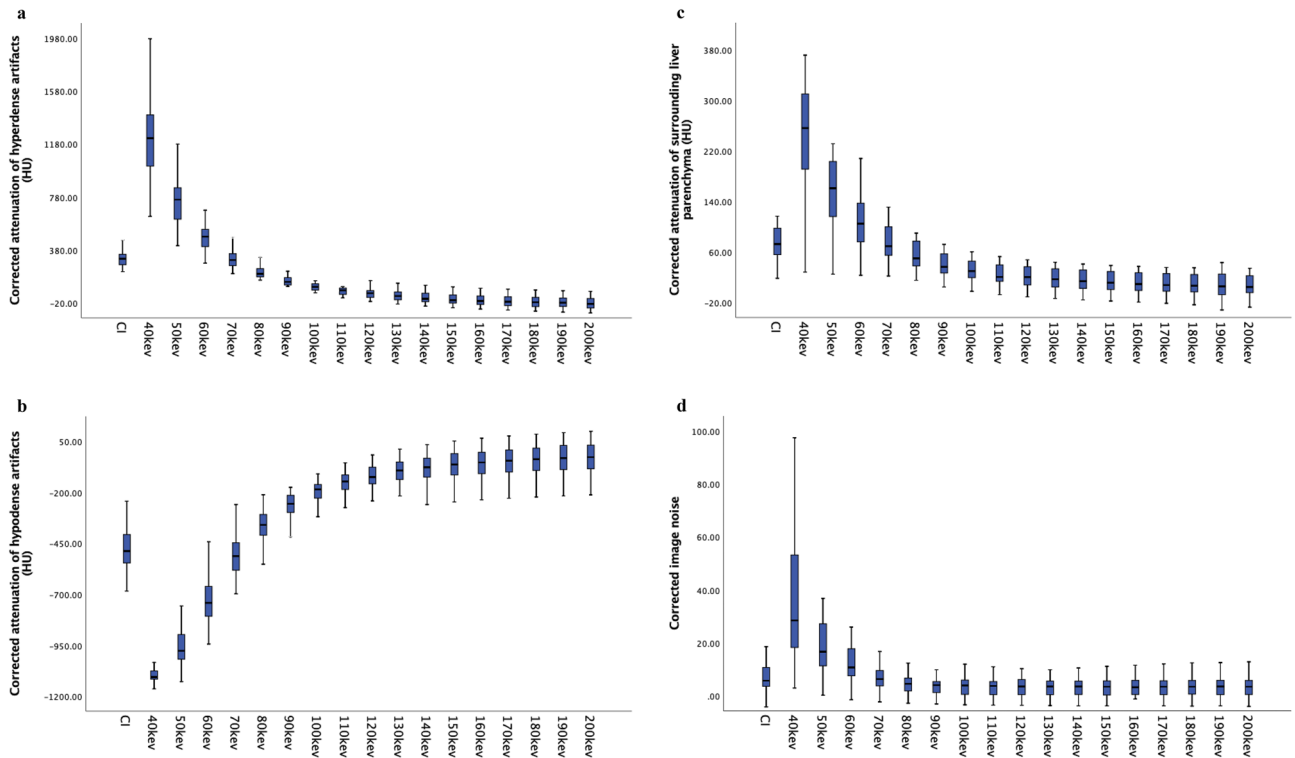 a
Corrected attenuation of hyperdense artifacts
(HU)
1980.00
1580.00
1180.00
780.00
380.00
-20.00
CI
40kev
50kev
60kev
70kev
80kev
90kev
100kev
110kev
120kev
130kev
140kev
150kev
160kev
170kev
180kev
190kev
200kev
b
Corrected attenuation of hypodense artifacts
(HU)
50.00
-200.00
-450.00
-700.00
-950.00
-1200.00
CI
40kev
50kev
60kev
70kev
80kev
90kev
100kev
110kev
120kev
130kev
140kev
150kev
160kev
170kev
180kev
190kev
200kev
c
Corrected attenuation of surrounding liver
parenchyma (HU)
380.00
300.00
220.00
140.00
60.00
-20.00
CI
40kev
50kev
60kev
70kev
80kev
90kev
100kev
110kev
120kev
130kev
140kev
150kev
160kev
170kev
180kev
190kev
200kev
d
Corrected image noise
100.00
80.00
60.00
40.00
20.00
.00
CI
40kev
50kev
60kev
70kev
80kev
90kev
100kev
110kev
120kev
130kev
140kev
150kev
160kev
170kev
180kev
190kev
200kev